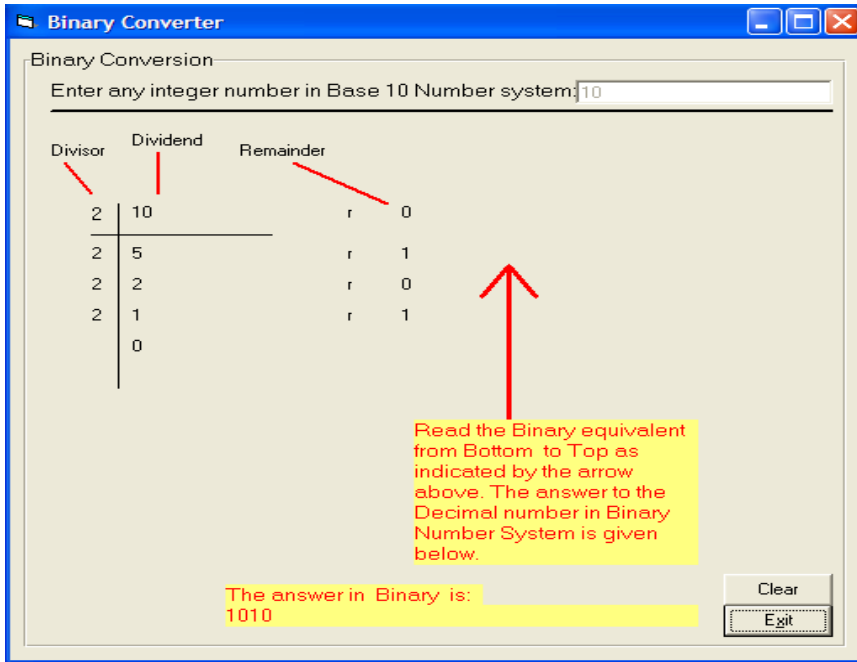 Binary Converter
Binary Conversion
Enter any integer number in Base 10 Number system: 10
Divisor Dividend Remainder
2 10 r 0
2 5 r 1
2 2 r 0
2 1 r 1
0
Read the Binary equivalent
from Bottom to Top as
indicated by the arrow
above. The answer to the
Decimal number in Binary
Number System is given
below.
The answer in Binary is:
1010
Clear
Exit